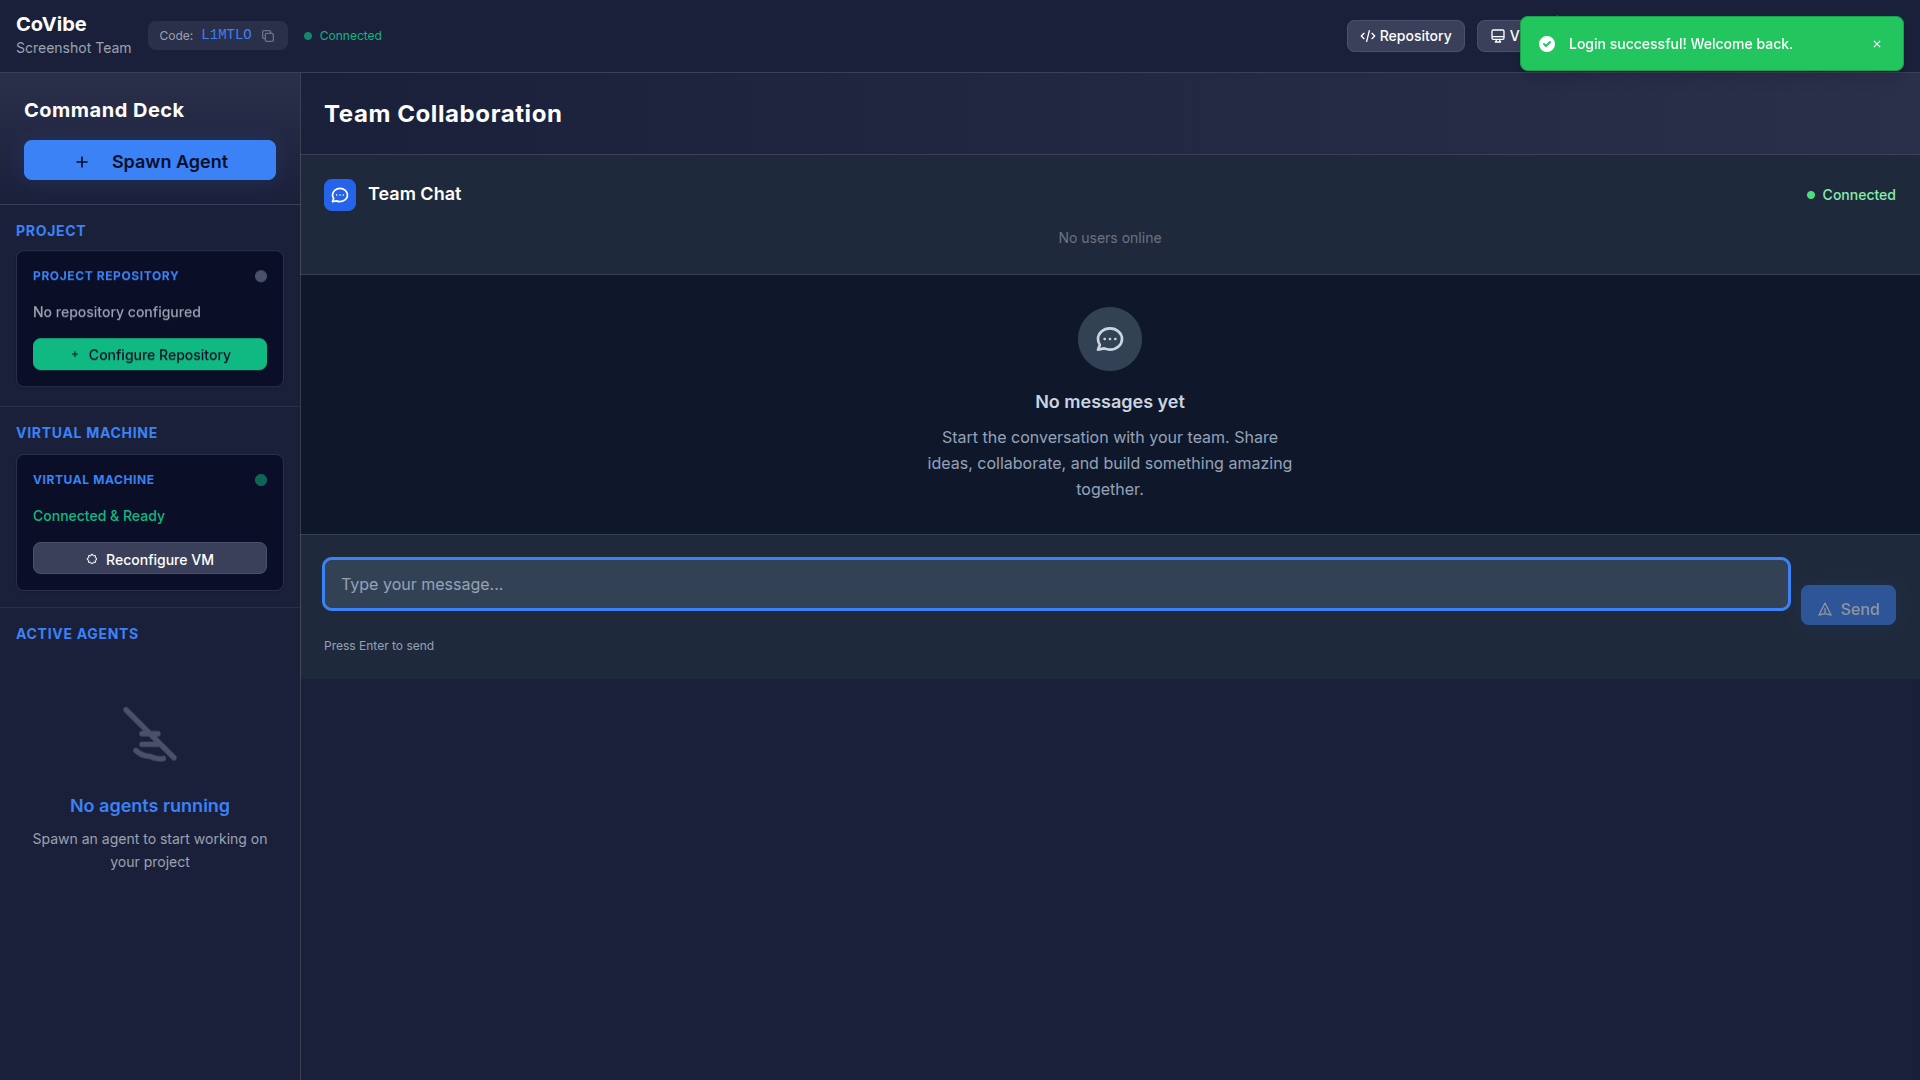 CoVibe
Screenshot Team
Code: L1MTLO
Connected
Repository
V
Login successful! Welcome back.
Command Deck
Spawn Agent
PROJECT
PROJECT REPOSITORY
No repository configured
Configure Repository
VIRTUAL MACHINE
VIRTUAL MACHINE
Connected & Ready
Reconfigure VM
ACTIVE AGENTS
No agents running
Spawn an agent to start working on
your project
Team Collaboration
Team Chat
Connected
No users online
No messages yet
Start the conversation with your team. Share
ideas, collaborate, and build something amazing
together.
Type your message...
Send
Press Enter to send